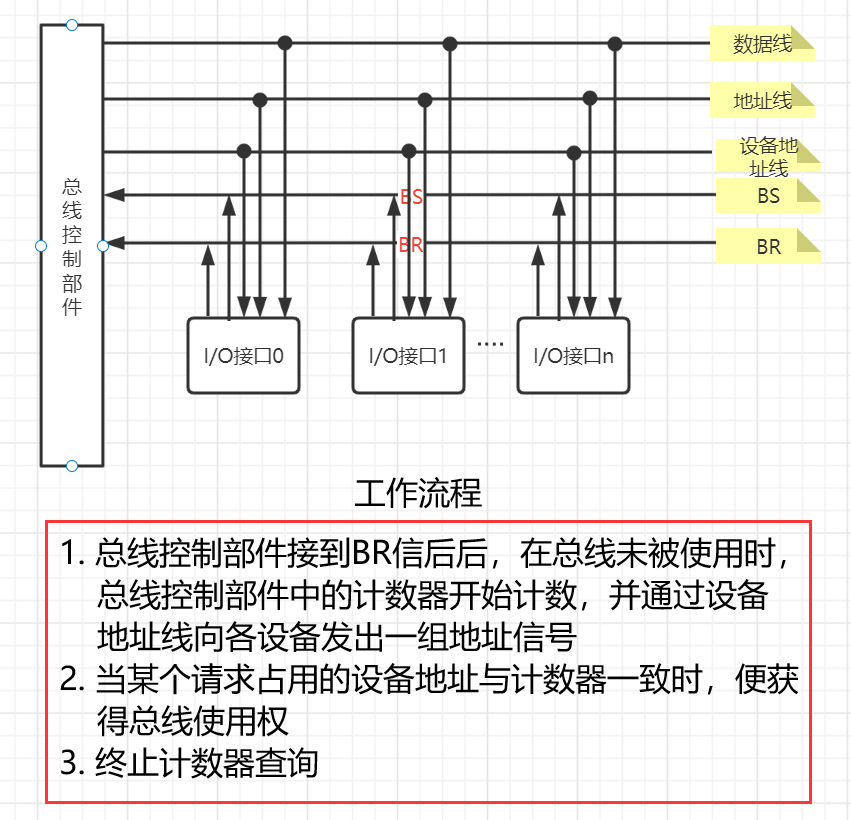 数据线
地址线
设备地
址线
BS
BS
BR
BR
总
线
控
制
部
件
I/O接口0
I/O接口1
....
I/O接口n
工作流程
1. 总线控制部件接到BR信后后，在总线未被使用时，
总线控制部件中的计数器开始计数，并通过设备
地址线向各设备发出一组地址信号
2. 当某个请求占用的设备地址与计数器一致时，便获
得总线使用权
3. 终止计数器查询